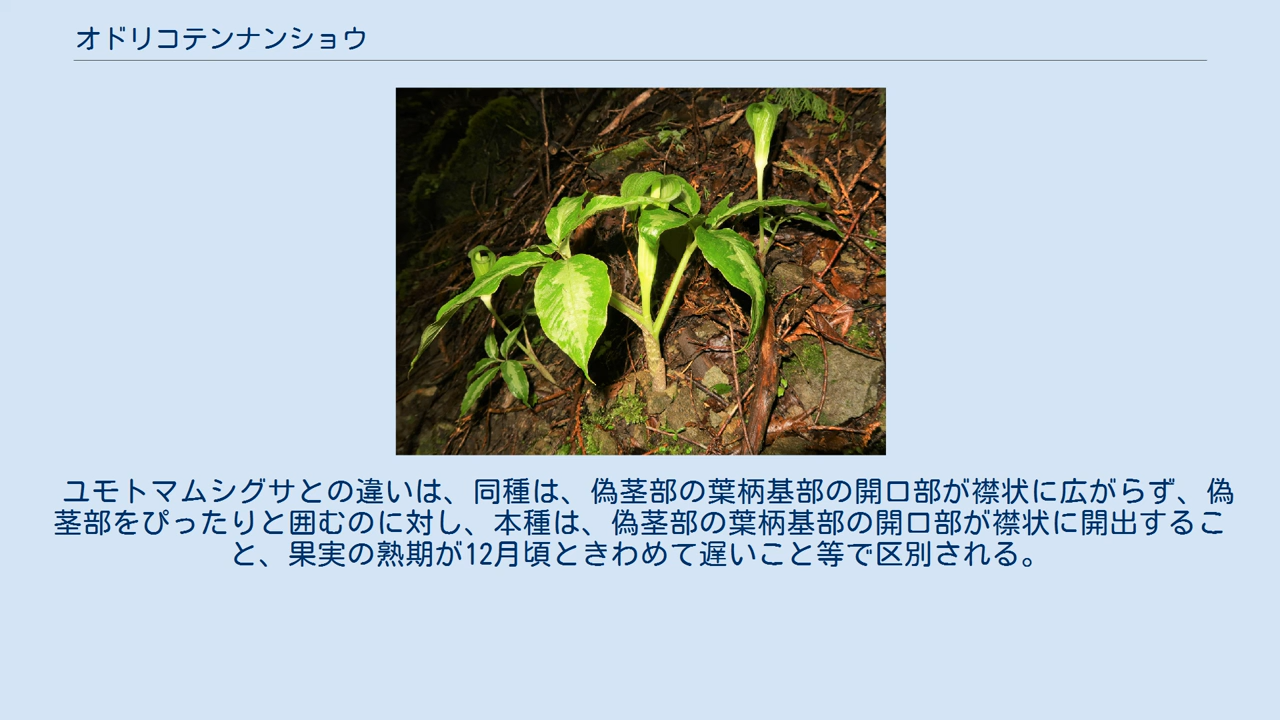 オドリコテンナンショウ
ユモトマムシグサとの違いは、同種は、偽茎部の葉柄基部の開口部が襟状に広がらず、偽
茎部をぴったりと囲むのに対し、本種は、偽茎部の葉柄基部の開口部が襟状に開出するこ
と、果実の熟期が12月頃ときわめて遅いこと等で区別される。